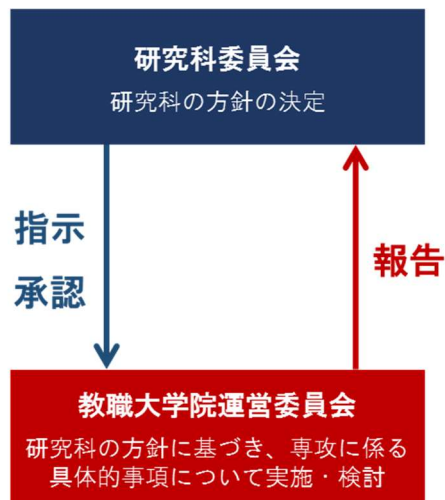 研究科委員会
研究科の方針の決定
指示
承認
報告
教職大学院運営委員会
研究科の方針に基づき、専攻に係る
具体的事項について実施・検討